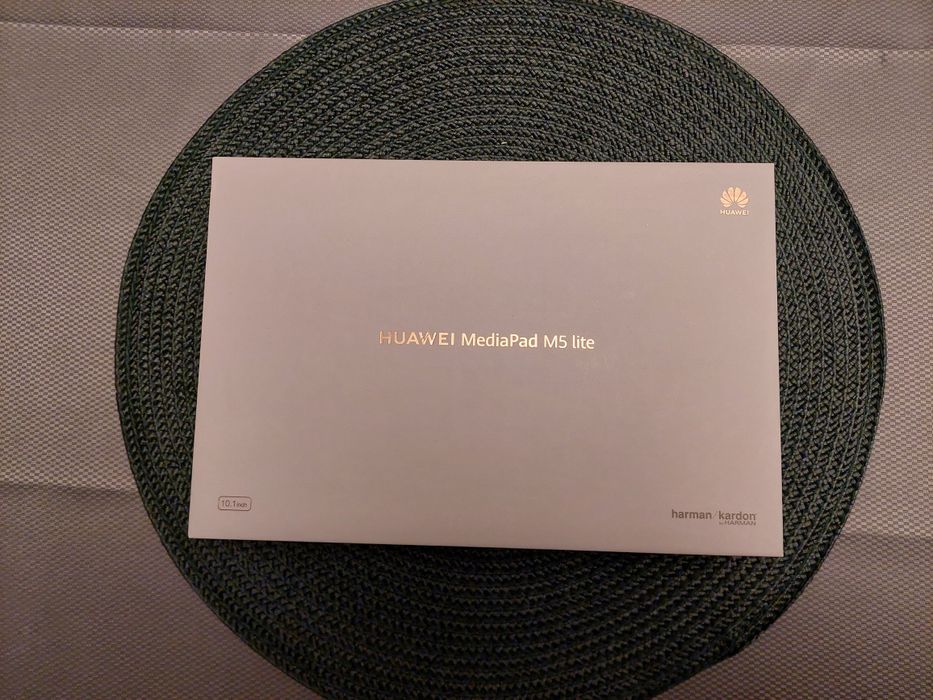 HUAWEI
HUAWEI MediaPad M5 lite
10.1inch
harman/kardon
by HARMAN